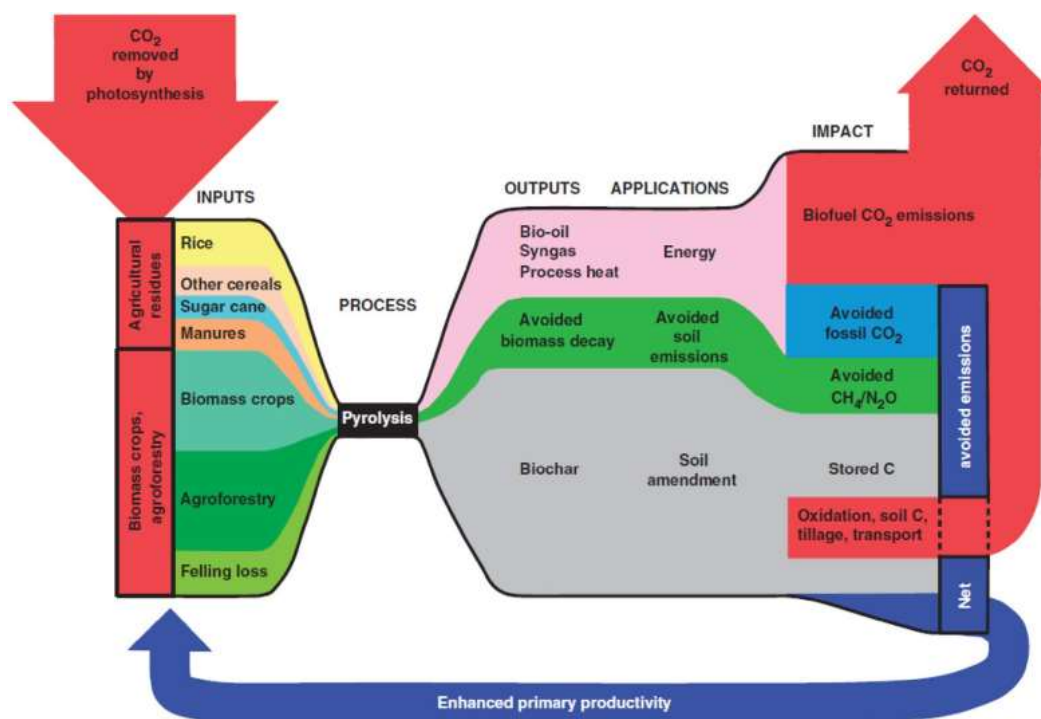 CO2
removed
by
photosynthesis
CO2
returned
IMPACT
INPUTS
OUTPUTS
APPLICATIONS
PROCESS
Agricultural
residues
Biomass crops,
agroforestry
Rice
Other cereals
Sugar cane
Manures
Biomass crops
Agroforestry
Felling loss
Pyrolysis
Bio-oil
Syngas
Process heat
Energy
Avoided
biomass decay
Avoided
soil
emissions
Biochar
Soil
amendment
Biofuel CO2 emissions
Avoided
fossil CO2
Avoided
CH4/N2O
Stored C
Oxidation, soil C,
tillage, transport
avoided emissions
Net
Enhanced primary productivity